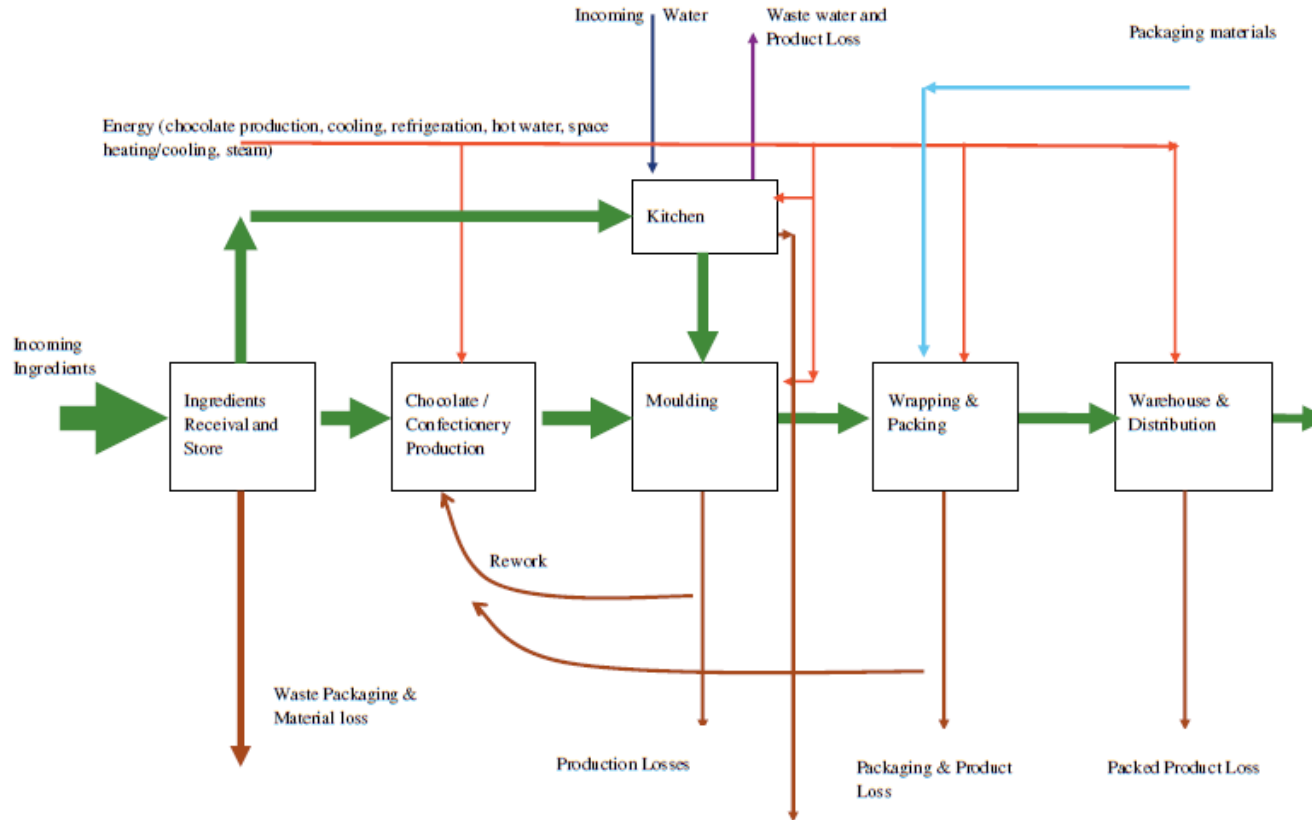 Incoming Water
Waste water and
Product Loss
Packaging materials
Energy (chocolate production, cooling, refrigeration, hot water, space
heating/cooling, steam)
Kitchen
Incoming
Ingredients
Ingredients
Receival and
Store
Chocolate /
Confectionery
Production
Moulding
Wrapping &
Packing
Warehouse &
Distribution
Rework
Waste Packaging &
Material loss
Production Losses
Packaging & Product
Loss
Packed Product Loss